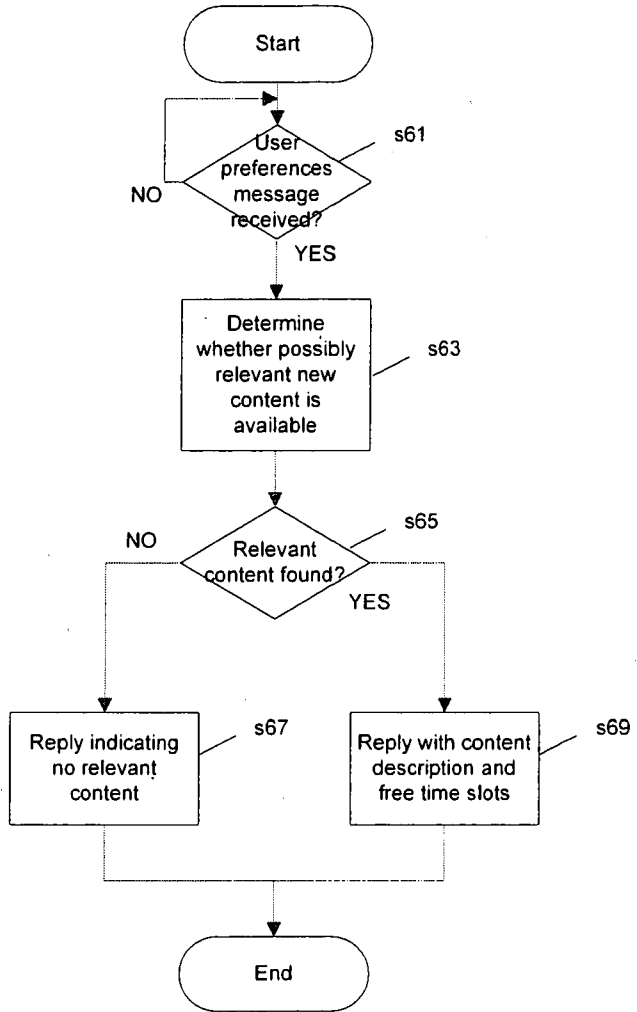 Start
User
preferences
message
received?
s61
NO
YES
Determine
whether possibly
relevant new
content is
available
s63
Relevant
content found?
s65
NO
YES
Reply indicating
no relevant
content
s67
Reply with content
description and
free time slots
s69
End